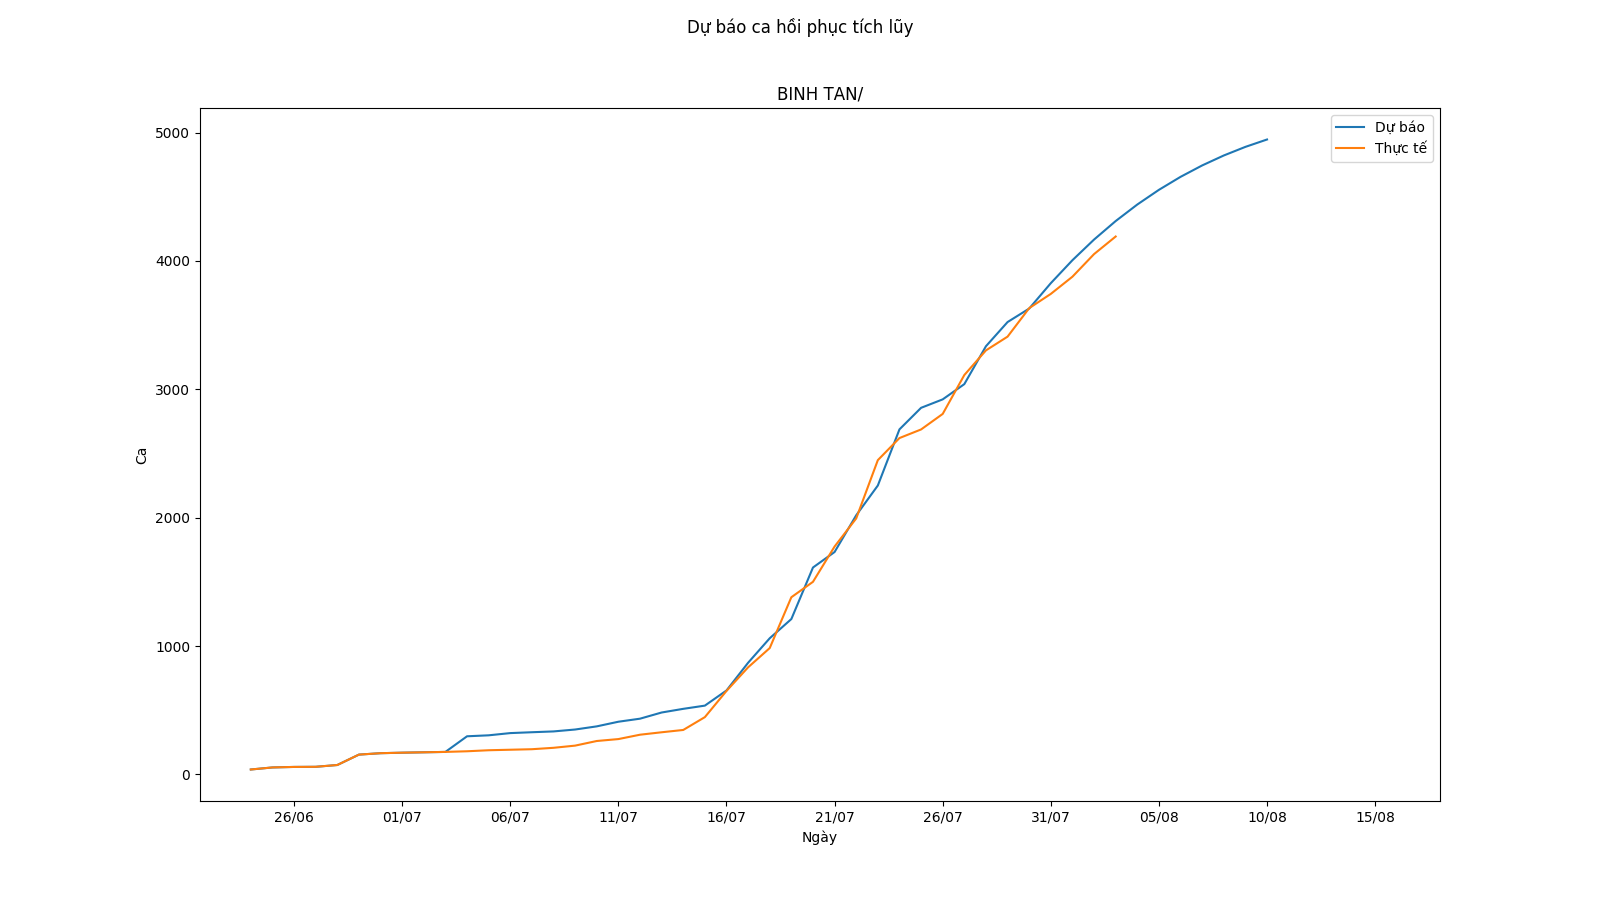 Dự báo ca hồi phục tích lũy
BINH TAN/
Dự báo
Thực tế
5000
4000
3000
2000
1000
0
Ca
26/06 01/07 06/07 11/07 16/07 21/07 26/07 31/07 05/08 10/08 15/08
Ngày